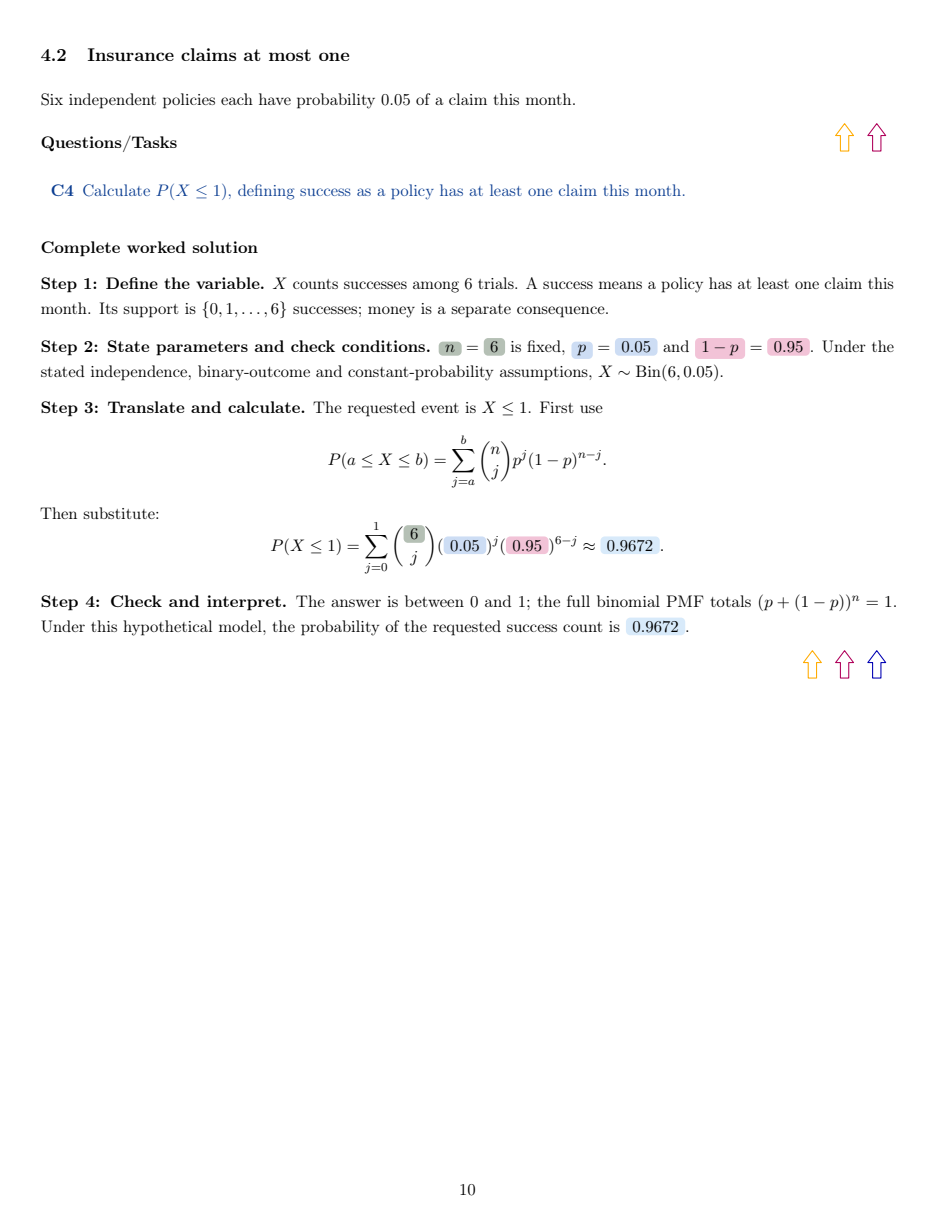 4.2 Insurance claims at most one
Six independent policies each have probability 0.05 of a claim this month.
Questions/Tasks
C4 Calculate P(X ≤ 1), defining success as a policy has at least one claim this month.
Complete worked solution
Step 1: Define the variable. X counts successes among 6 trials. A success means a policy has at least one claim this
month. Its support is {0, 1, . . . , 6} successes; money is a separate consequence.
Step 2: State parameters and check conditions. n = 6 is fixed, p = 0.05 and 1 − p = 0.95 . Under the
stated independence, binary-outcome and constant-probability assumptions, X ∼ Bin(6, 0.05).
Step 3: Translate and calculate. The requested event is X ≤ 1. First use
P(a ≤ X ≤ b) = ∑_{j=a}^{b} (n j) p^j (1 − p)^{n−j}.
Then substitute:
P(X ≤ 1) = ∑_{j=0}^{1} (6 j) ( 0.05 )^j ( 0.95 )^{6−j} ≈ 0.9672 .
Step 4: Check and interpret. The answer is between 0 and 1; the full binomial PMF totals (p + (1 − p))^n = 1.
Under this hypothetical model, the probability of the requested success count is 0.9672 .
10